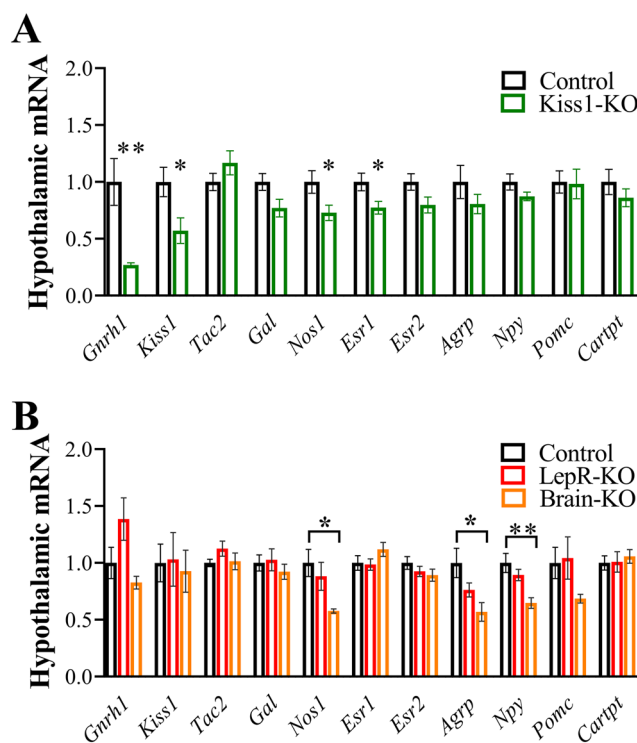 A
Hypothalamic mRNA
2.0
1.5
1.0
0.5
0.0
Control
Kiss1-KO
**
*
*
*
Gnrh1
Kiss1
Tac2
Gal
Nos1
Esr1
Esr2
Agrp
Npy
Pomc
Cartpt
B
Hypothalamic mRNA
2.0
1.5
1.0
0.5
0.0
Control
LepR-KO
Brain-KO
*
*
**
Gnrh1
Kiss1
Tac2
Gal
Nos1
Esr1
Esr2
Agrp
Npy
Pomc
Cartpt